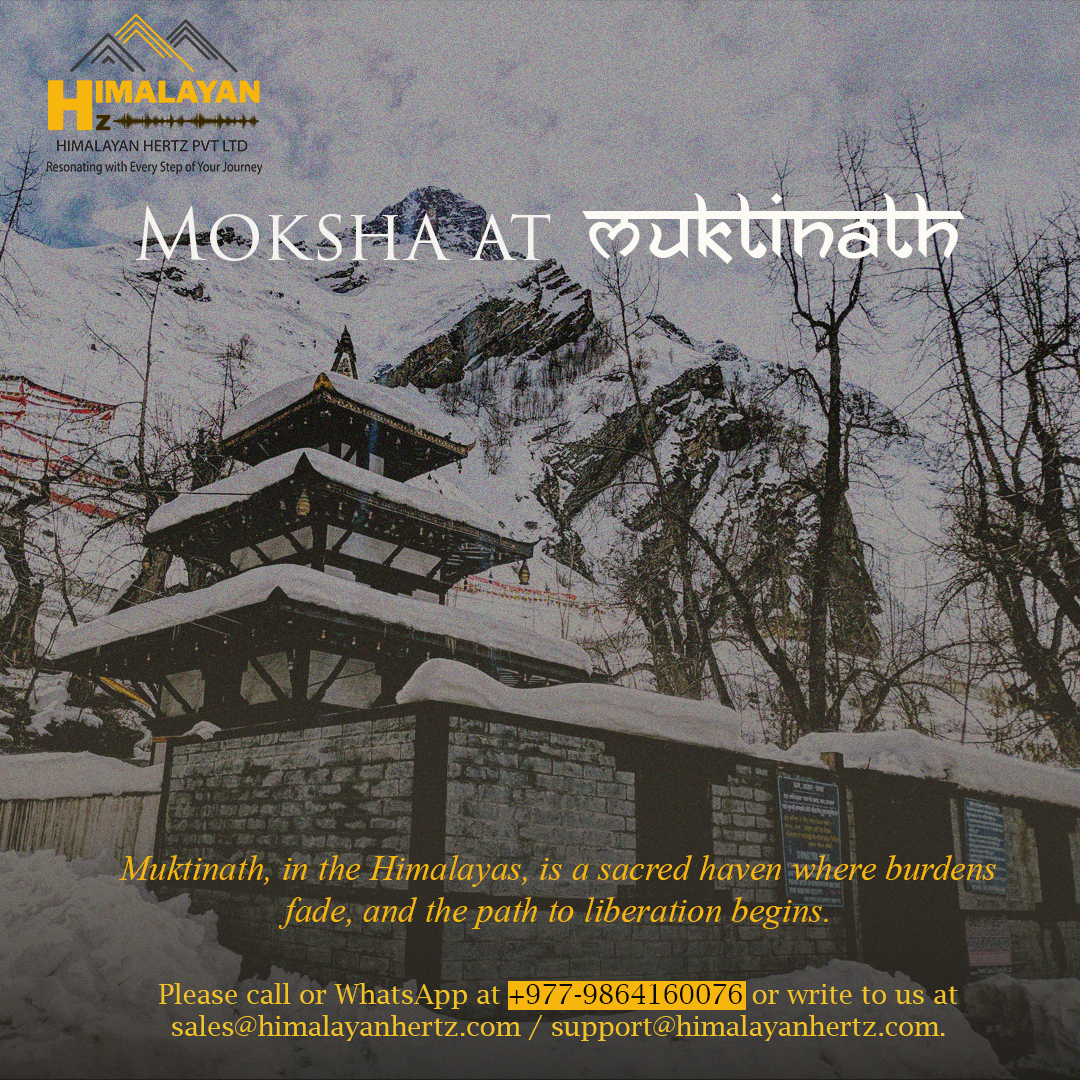 HIMALAYAN
Hz
HIMALAYAN HERTZ PVT LTD
Resonating with Every Step of Your Journey
MOKSHA AT muktinath
Muktinath, in the Himalayas, is a sacred haven where burdens
fade, and the path to liberation begins.
Please call or WhatsApp at +977-9864160076 or write to us at
sales@himalayanhertz.com / support@himalayanhertz.com.